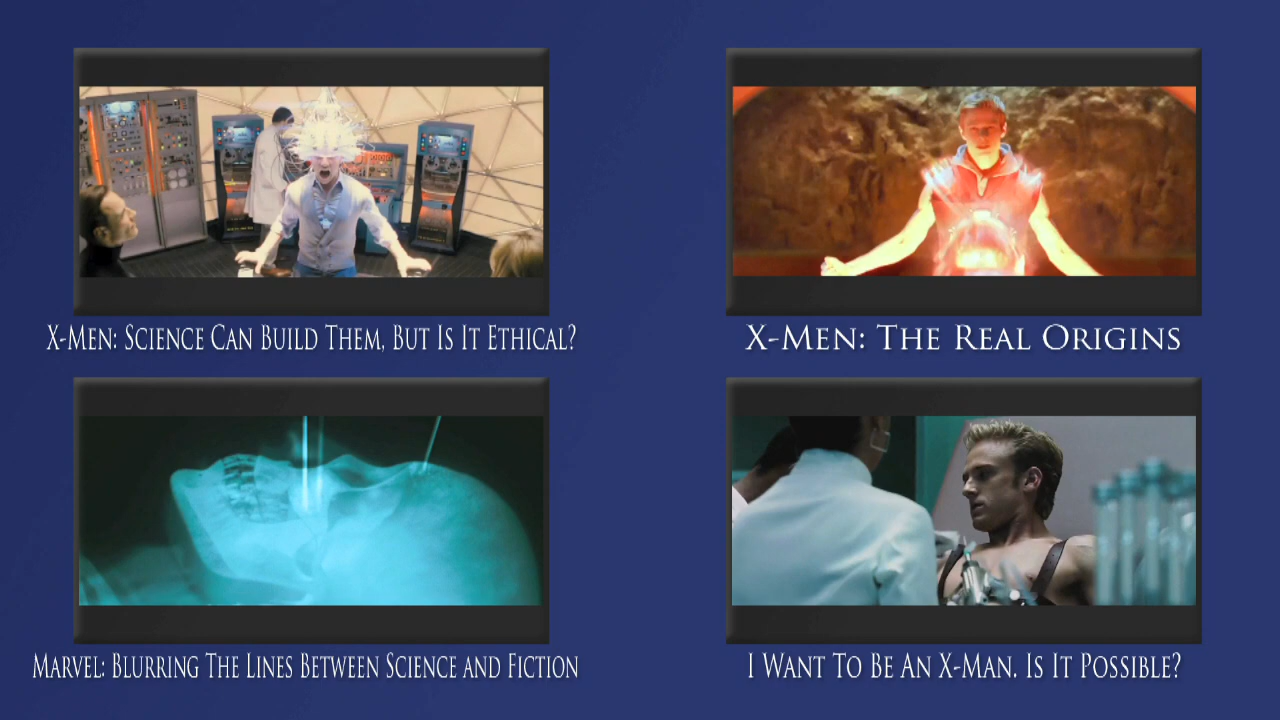 X-Men: Science Can Build Them, But Is It Ethical?
X-Men: The Real Origins
Marvel: Blurring The Lines Between Science and Fiction
I Want To Be An X-Man. Is It Possible?